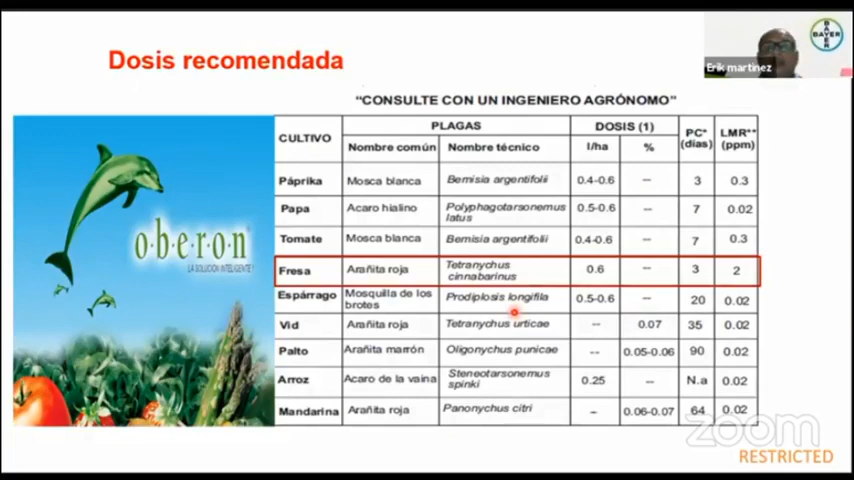 Dosis recomendada
BAYER
BAYER
Erik martinez
"CONSULTE CON UN INGENIERO AGRÓNOMO"
CULTIVO PLAGAS DOSIS (1) PC* (días) LMR** (ppm)
Nombre común Nombre técnico l/ha %
Páprika Mosca blanca Bemisia argentifolii 0.4-0.6 -- 3 0.3
Papa Acaro hialino Polyphagotarsonemus latus 0.5-0.6 -- 7 0.02
Tomate Mosca blanca Bemisia argentifolii 0.4-0.6 -- 7 0.3
Fresa Arañita roja Tetranychus cinnabarinus 0.6 -- 3 2
Espárrago Mosquilla de los brotes Prodiplosis longifila 0.5-0.6 -- 20 0.02
Vid Arañita roja Tetranychus urticae -- 0.07 35 0.02
Palto Arañita marrón Oligonychus punicae -- 0.05-0.06 90 0.02
Arroz Acaro de la vaina Steneotarsonemus spinki 0.25 -- N.a 0.02
Mandarina Arañita roja Panonychus citri -- 0.06-0.07 64 0.02
o·b·e·r·o·n
LA SOLUCIÓN INTELIGENTE!
zoom
RESTRICTED